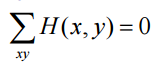 ∑ H(x, y) = 0
xy